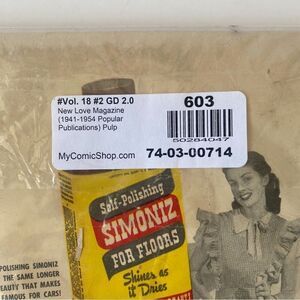 #Vol. 18 #2 GD 2.0
New Love Magazine
(1941-1954 Popular
Publications) Pulp
603
50284047
MyComicShop.com
74-03-00714
Self-Polishing
SIMONIZ
FOR FLOORS
Shines as
it Dries
POLISHING SIMONIZ
THE SAME LONGER
BEAUTY THAT MAKES
FAMOUS FOR CARS!